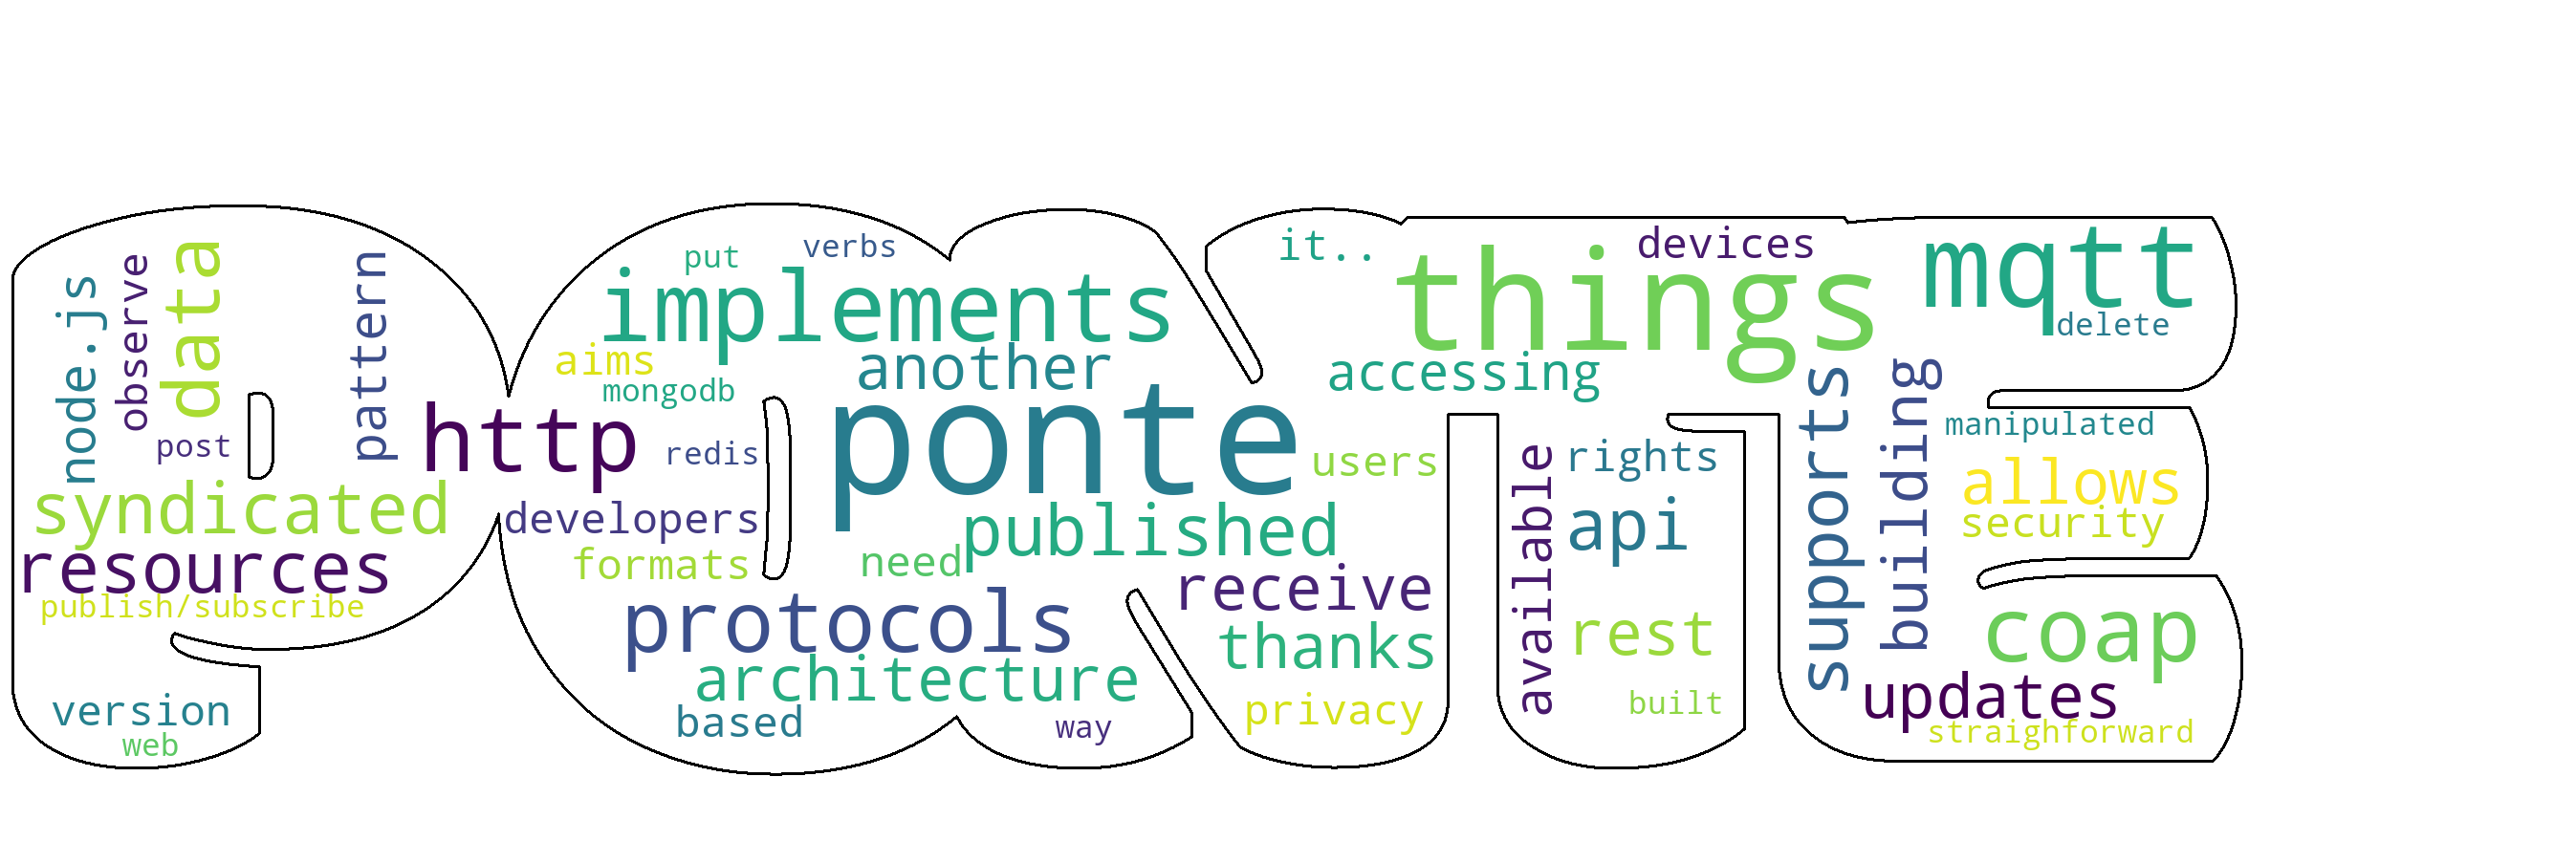 node.js
observe
data
post
pattern
syndicated
resources
publish/subscribe
version
web
http
put
verbs
implements
aims
mongodb
another
redis
ponte
developers
formats
need
published
protocols
architecture
based
way
it..
things
devices
accessing
users
receive
thanks
privacy
available
rights
api
rest
built
mqtt
delete
supports
building
manipulated
allows
security
coap
updates
straighforward